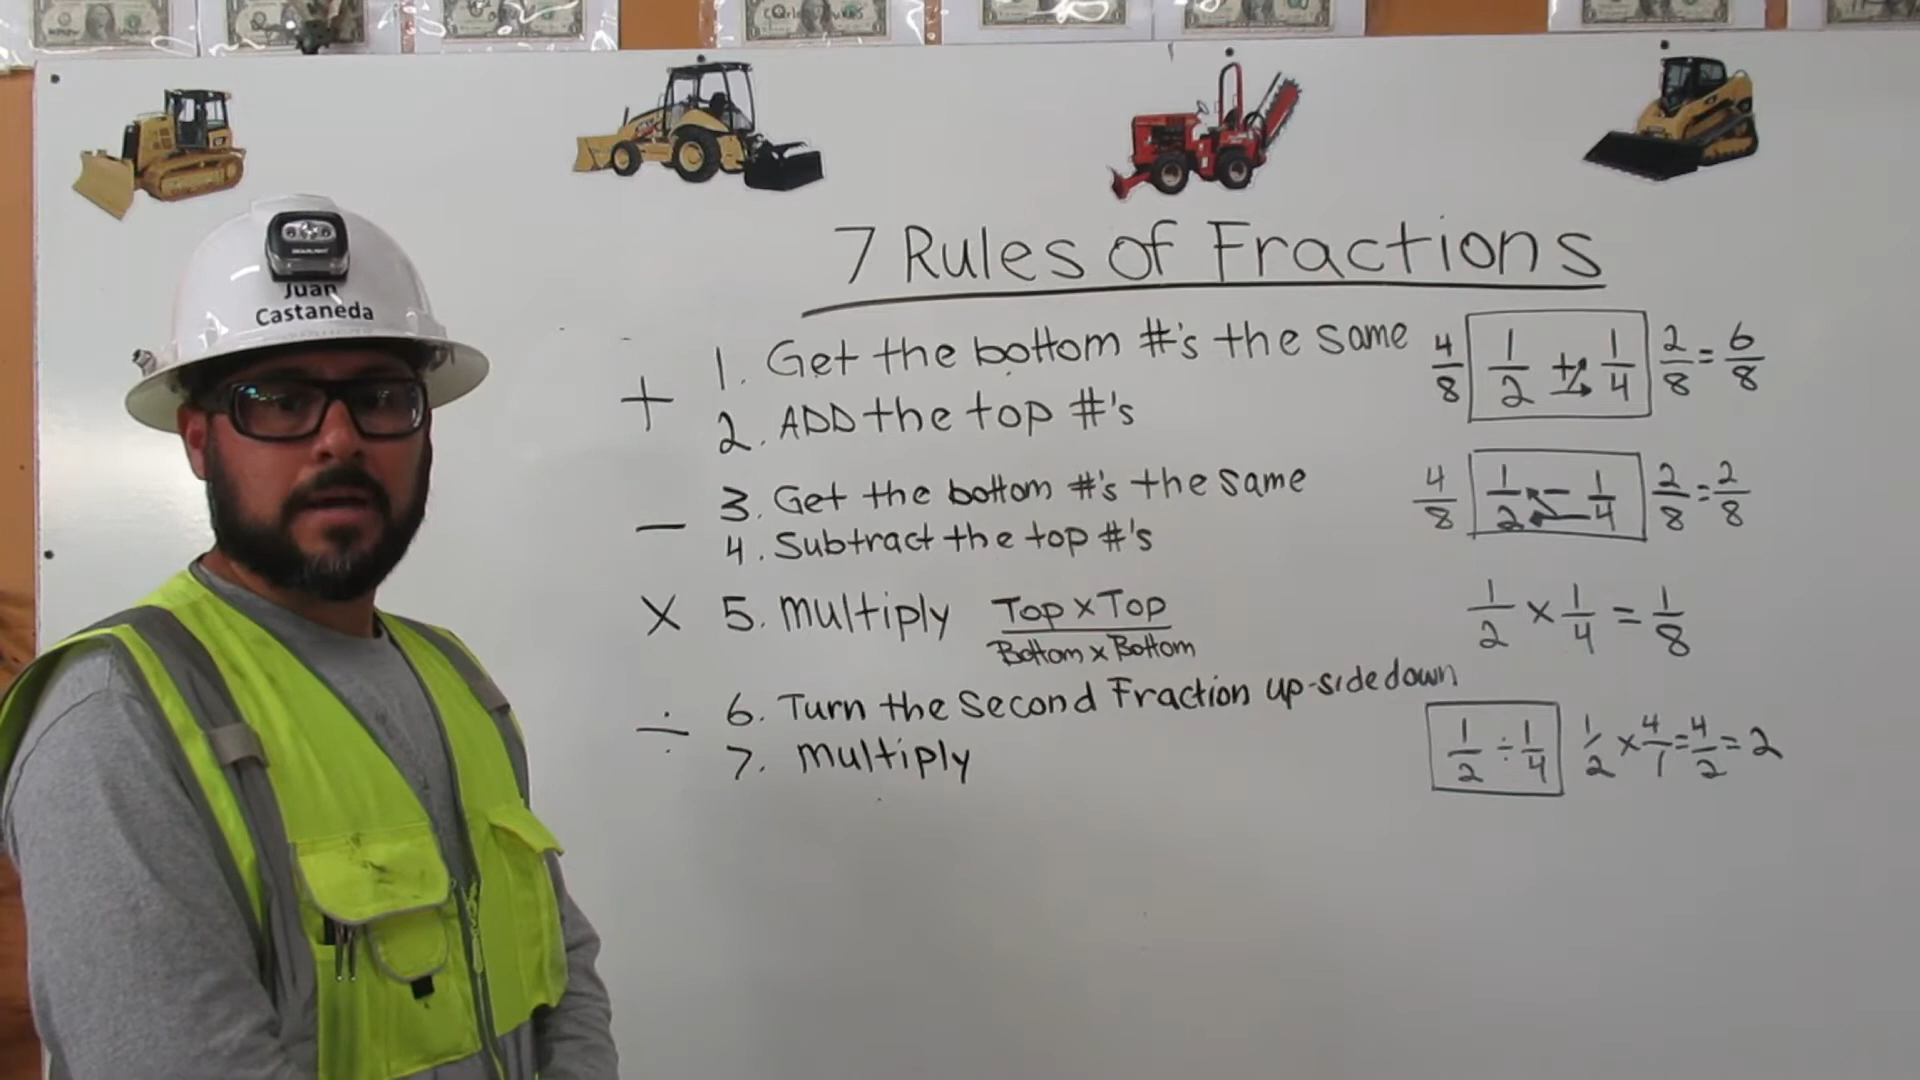 Juan
Castaneda
7 Rules of Fractions
+ 1. Get the bottom #'s the same 4/8 1/2 + 1/4 2/8 = 6/8
2. ADD the top #'s
− 3. Get the bottom #'s the same 4/8 1/2 − 1/4 2/8 = 2/8
4. Subtract the top #'s
X 5. Multiply Top x Top / Bottom x Bottom 1/2 x 1/4 = 1/8
÷ 6. Turn the Second Fraction up-side down
7. Multiply 1/2 ÷ 1/4 1/2 x 4/1 = 4/2 = 2